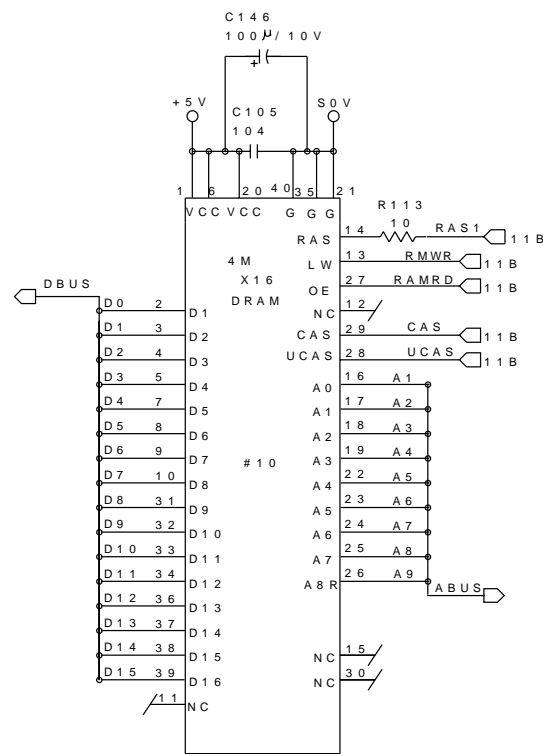 C146
100μ/10V
+
+5V
C105
104
S0V
1 6 20 40 35 21
VCC VCC G G G
R113
10
RAS 14 RAS1 11B
4M
X16
DRAM
LW 13 RMWR 11B
OE 27 RAMRD 11B
NC 12
CAS 29 CAS 11B
UCAS 28 UCAS 11B
DBUS
D0 2 D1
D1 3 D2
D2 4 D3
D3 5 D4
D4 7 D5
D5 8 D6
D6 9 D7
D7 10 D8
D8 31 D9
D9 32 D10
D10 33 D11
D11 34 D12
D12 36 D13
D13 37 D14
D14 38 D15
D15 39 D16
11 NC
#10
A0 16 A1
A1 17 A2
A2 18 A3
A3 19 A4
A4 22 A5
A5 23 A6
A6 24 A7
A7 25 A8
A8R 26 A9
ABUS
NC 15
NC 30